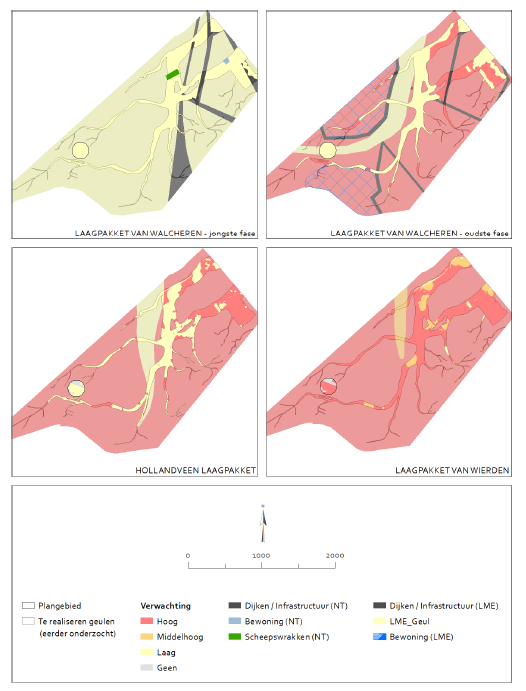 LAAGPAKKET VAN WALCHEREN - jongste fase
LAAGPAKKET VAN WALCHEREN - oudste fase
HOLLANDVEEN LAAGPAKKET
LAAGPAKKET VAN WIERDEN
0 1000 2000
Plangebied
Te realiseren geulen
(eerder onderzocht)
Verwachting
Hoog
Middelhoog
Laag
Geen
Dijken / Infrastructuur (NT)
Bewoning (NT)
Scheepswrakken (NT)
Dijken / Infrastructuur (LME)
LME_Geul
Bewoning (LME)